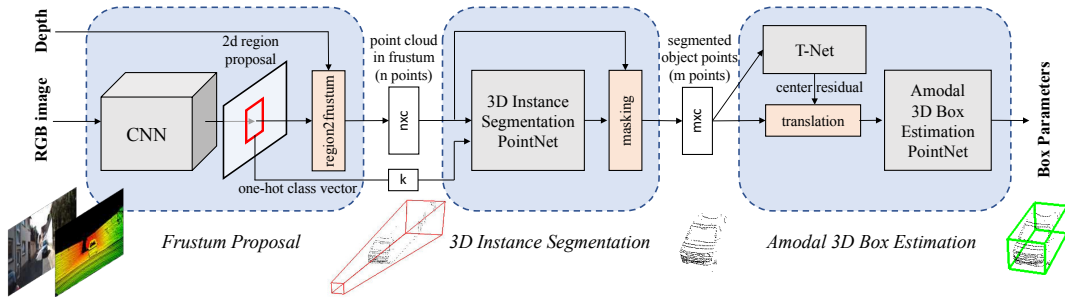 Depth
RGB image
CNN
2d region
proposal
region2frustum
one-hot class vector
Frustum Proposal
point cloud
in frustum
(n points)
nxc
k
3D Instance
Segmentation
PointNet
masking
3D Instance Segmentation
segmented
object points
(m points)
mxc
T-Net
center residual
translation
Amodal
3D Box
Estimation
PointNet
Amodal 3D Box Estimation
Box Parameters